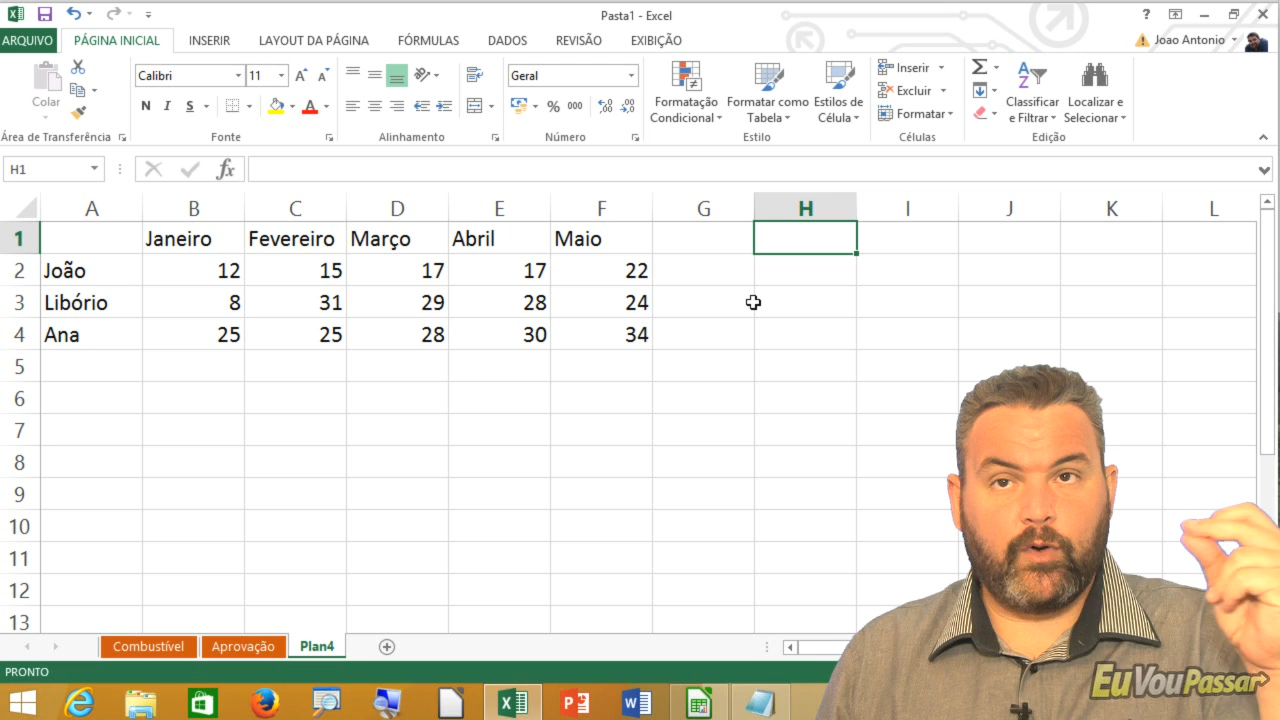 Pasta1 - Excel
?
ARQUIVO PÁGINA INICIAL INSERIR LAYOUT DA PÁGINA FÓRMULAS DADOS REVISÃO EXIBIÇÃO Joao Antonio
Colar
Calibri 11
N I S
Geral
% 000
Formatação Condicional
Formatar como Tabela
Estilos de Célula
Inserir
Excluir
Formatar
Classificar e Filtrar
Localizar e Selecionar
Área de Transferência Fonte Alinhamento Número Estilo Células Edição
H1 fx
A B C D E F G H I J K L
1 Janeiro Fevereiro Março Abril Maio
2 João 12 15 17 17 22
3 Libório 8 31 29 28 24
4 Ana 25 25 28 30 34
5
6
7
8
9
10
11
12
13
Combustível Aprovação Plan4
PRONTO
EuVouPassar